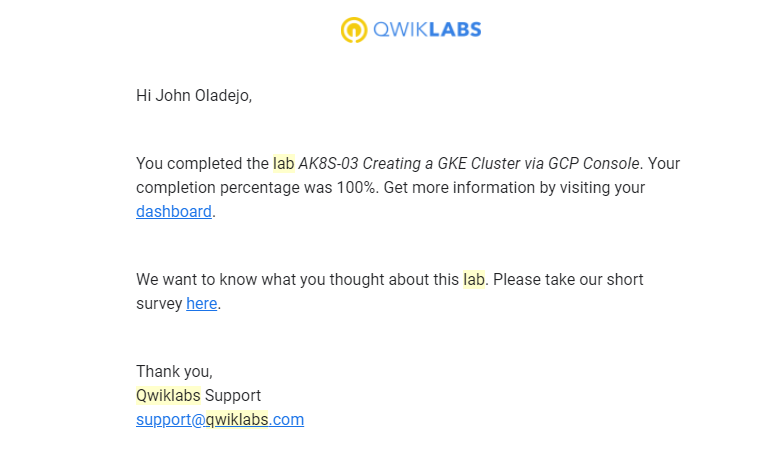 QWIKLABS
Hi John Oladejo,
You completed the lab AK8S-03 Creating a GKE Cluster via GCP Console. Your
completion percentage was 100%. Get more information by visiting your
dashboard.
We want to know what you thought about this lab. Please take our short
survey here.
Thank you,
Qwiklabs Support
support@qwiklabs.com